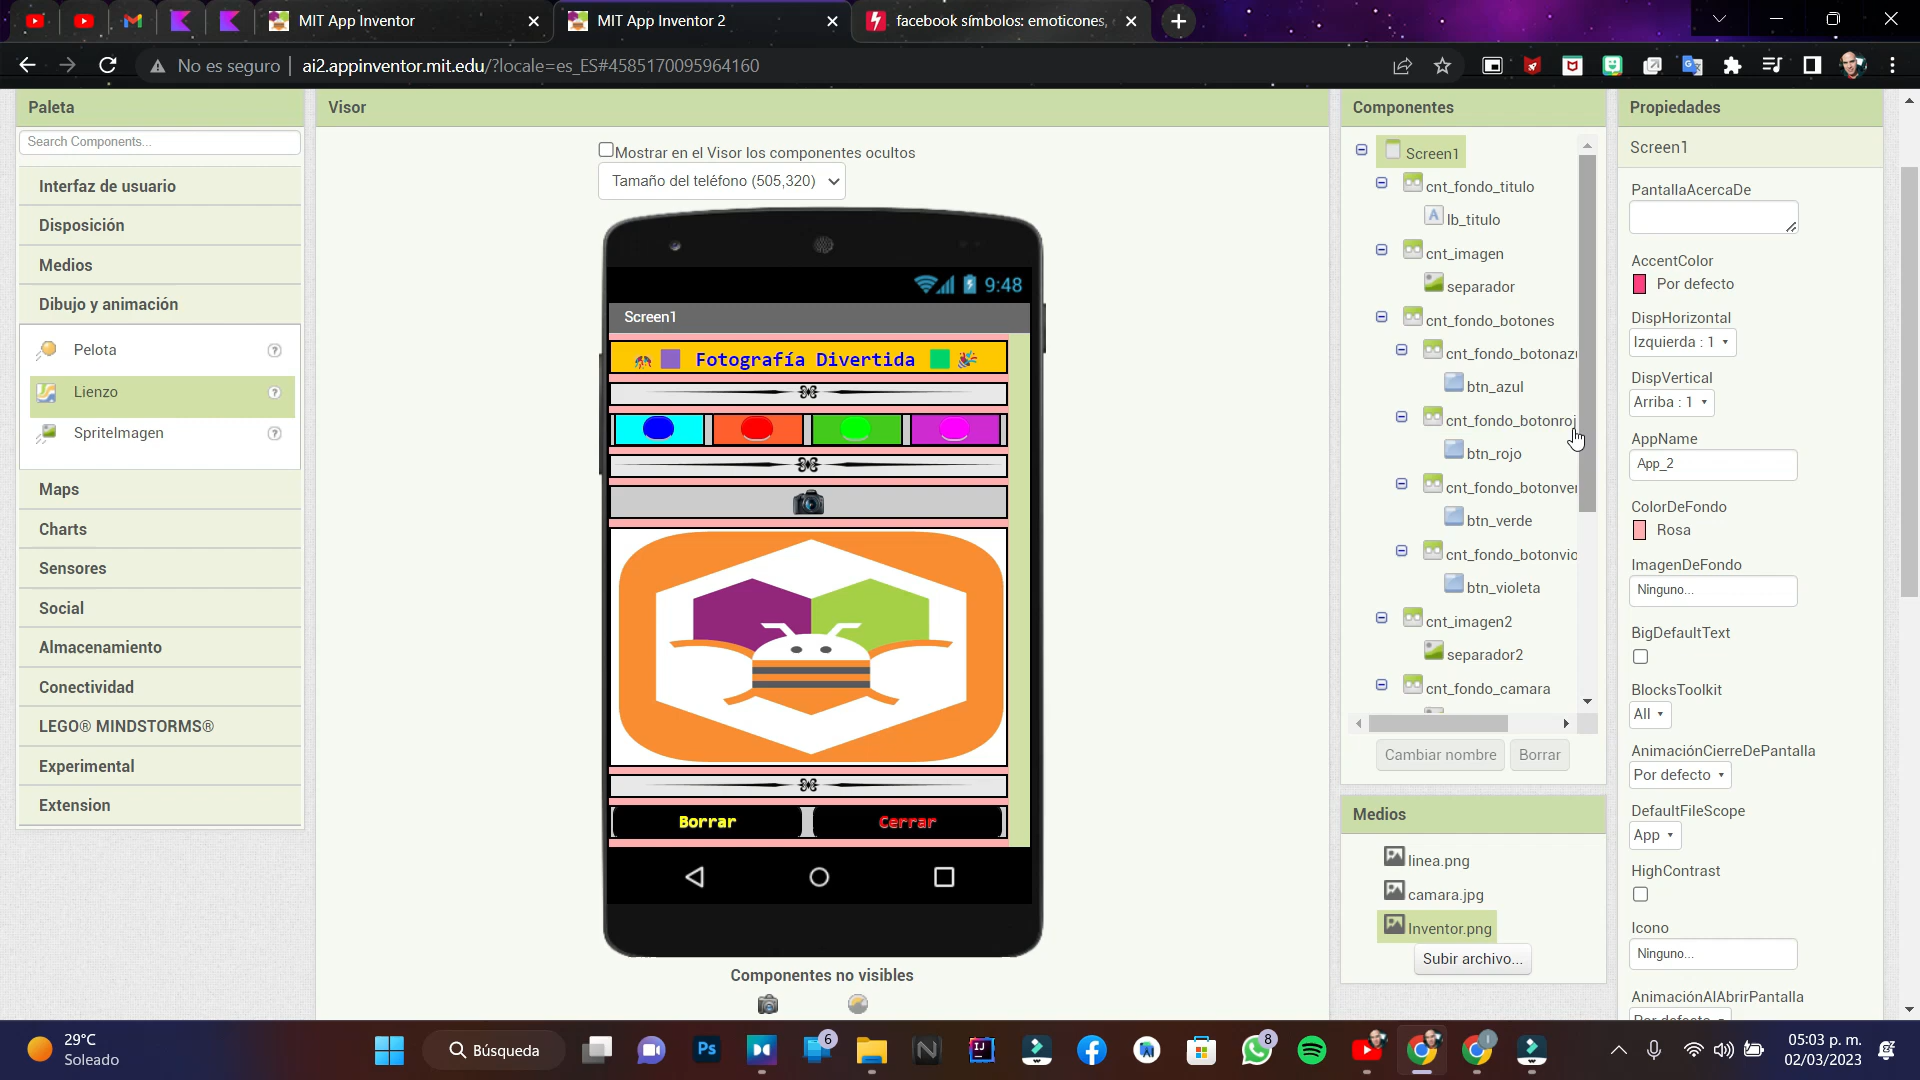 MIT App Inventor
MIT App Inventor 2
facebook símbolos: emoticones,
No es seguro
ai2.appinventor.mit.edu/?locale=es_ES#4585170095964160
Paleta
Search Components...
Interfaz de usuario
Disposición
Medios
Dibujo y animación
Pelota
Lienzo
SpriteImagen
Maps
Charts
Sensores
Social
Almacenamiento
Conectividad
LEGO® MINDSTORMS®
Experimental
Extension
Visor
Mostrar en el Visor los componentes ocultos
Tamaño del teléfono (505,320)
9:48
Screen1
Fotografía Divertida
Borrar
Cerrar
Componentes no visibles
Componentes
Screen1
cnt_fondo_titulo
lb_titulo
cnt_imagen
separador
cnt_fondo_botones
cnt_fondo_botonazu
btn_azul
cnt_fondo_botonroj
btn_rojo
cnt_fondo_botonver
btn_verde
cnt_fondo_botonvio
btn_violeta
cnt_imagen2
separador2
cnt_fondo_camara
Cambiar nombre
Borrar
Medios
linea.png
camara.jpg
Inventor.png
Subir archivo...
Propiedades
Screen1
PantallaAcercaDe
AccentColor
Por defecto
DispHorizontal
Izquierda : 1
DispVertical
Arriba : 1
AppName
App_2
ColorDeFondo
Rosa
ImagenDeFondo
Ninguno...
BigDefaultText
BlocksToolkit
All
AnimaciónCierreDePantalla
Por defecto
DefaultFileScope
App
HighContrast
Icono
Ninguno...
AnimaciónAlAbrirPantalla
Por defecto
29°C
Soleado
Búsqueda
6
8
05:03 p. m.
02/03/2023